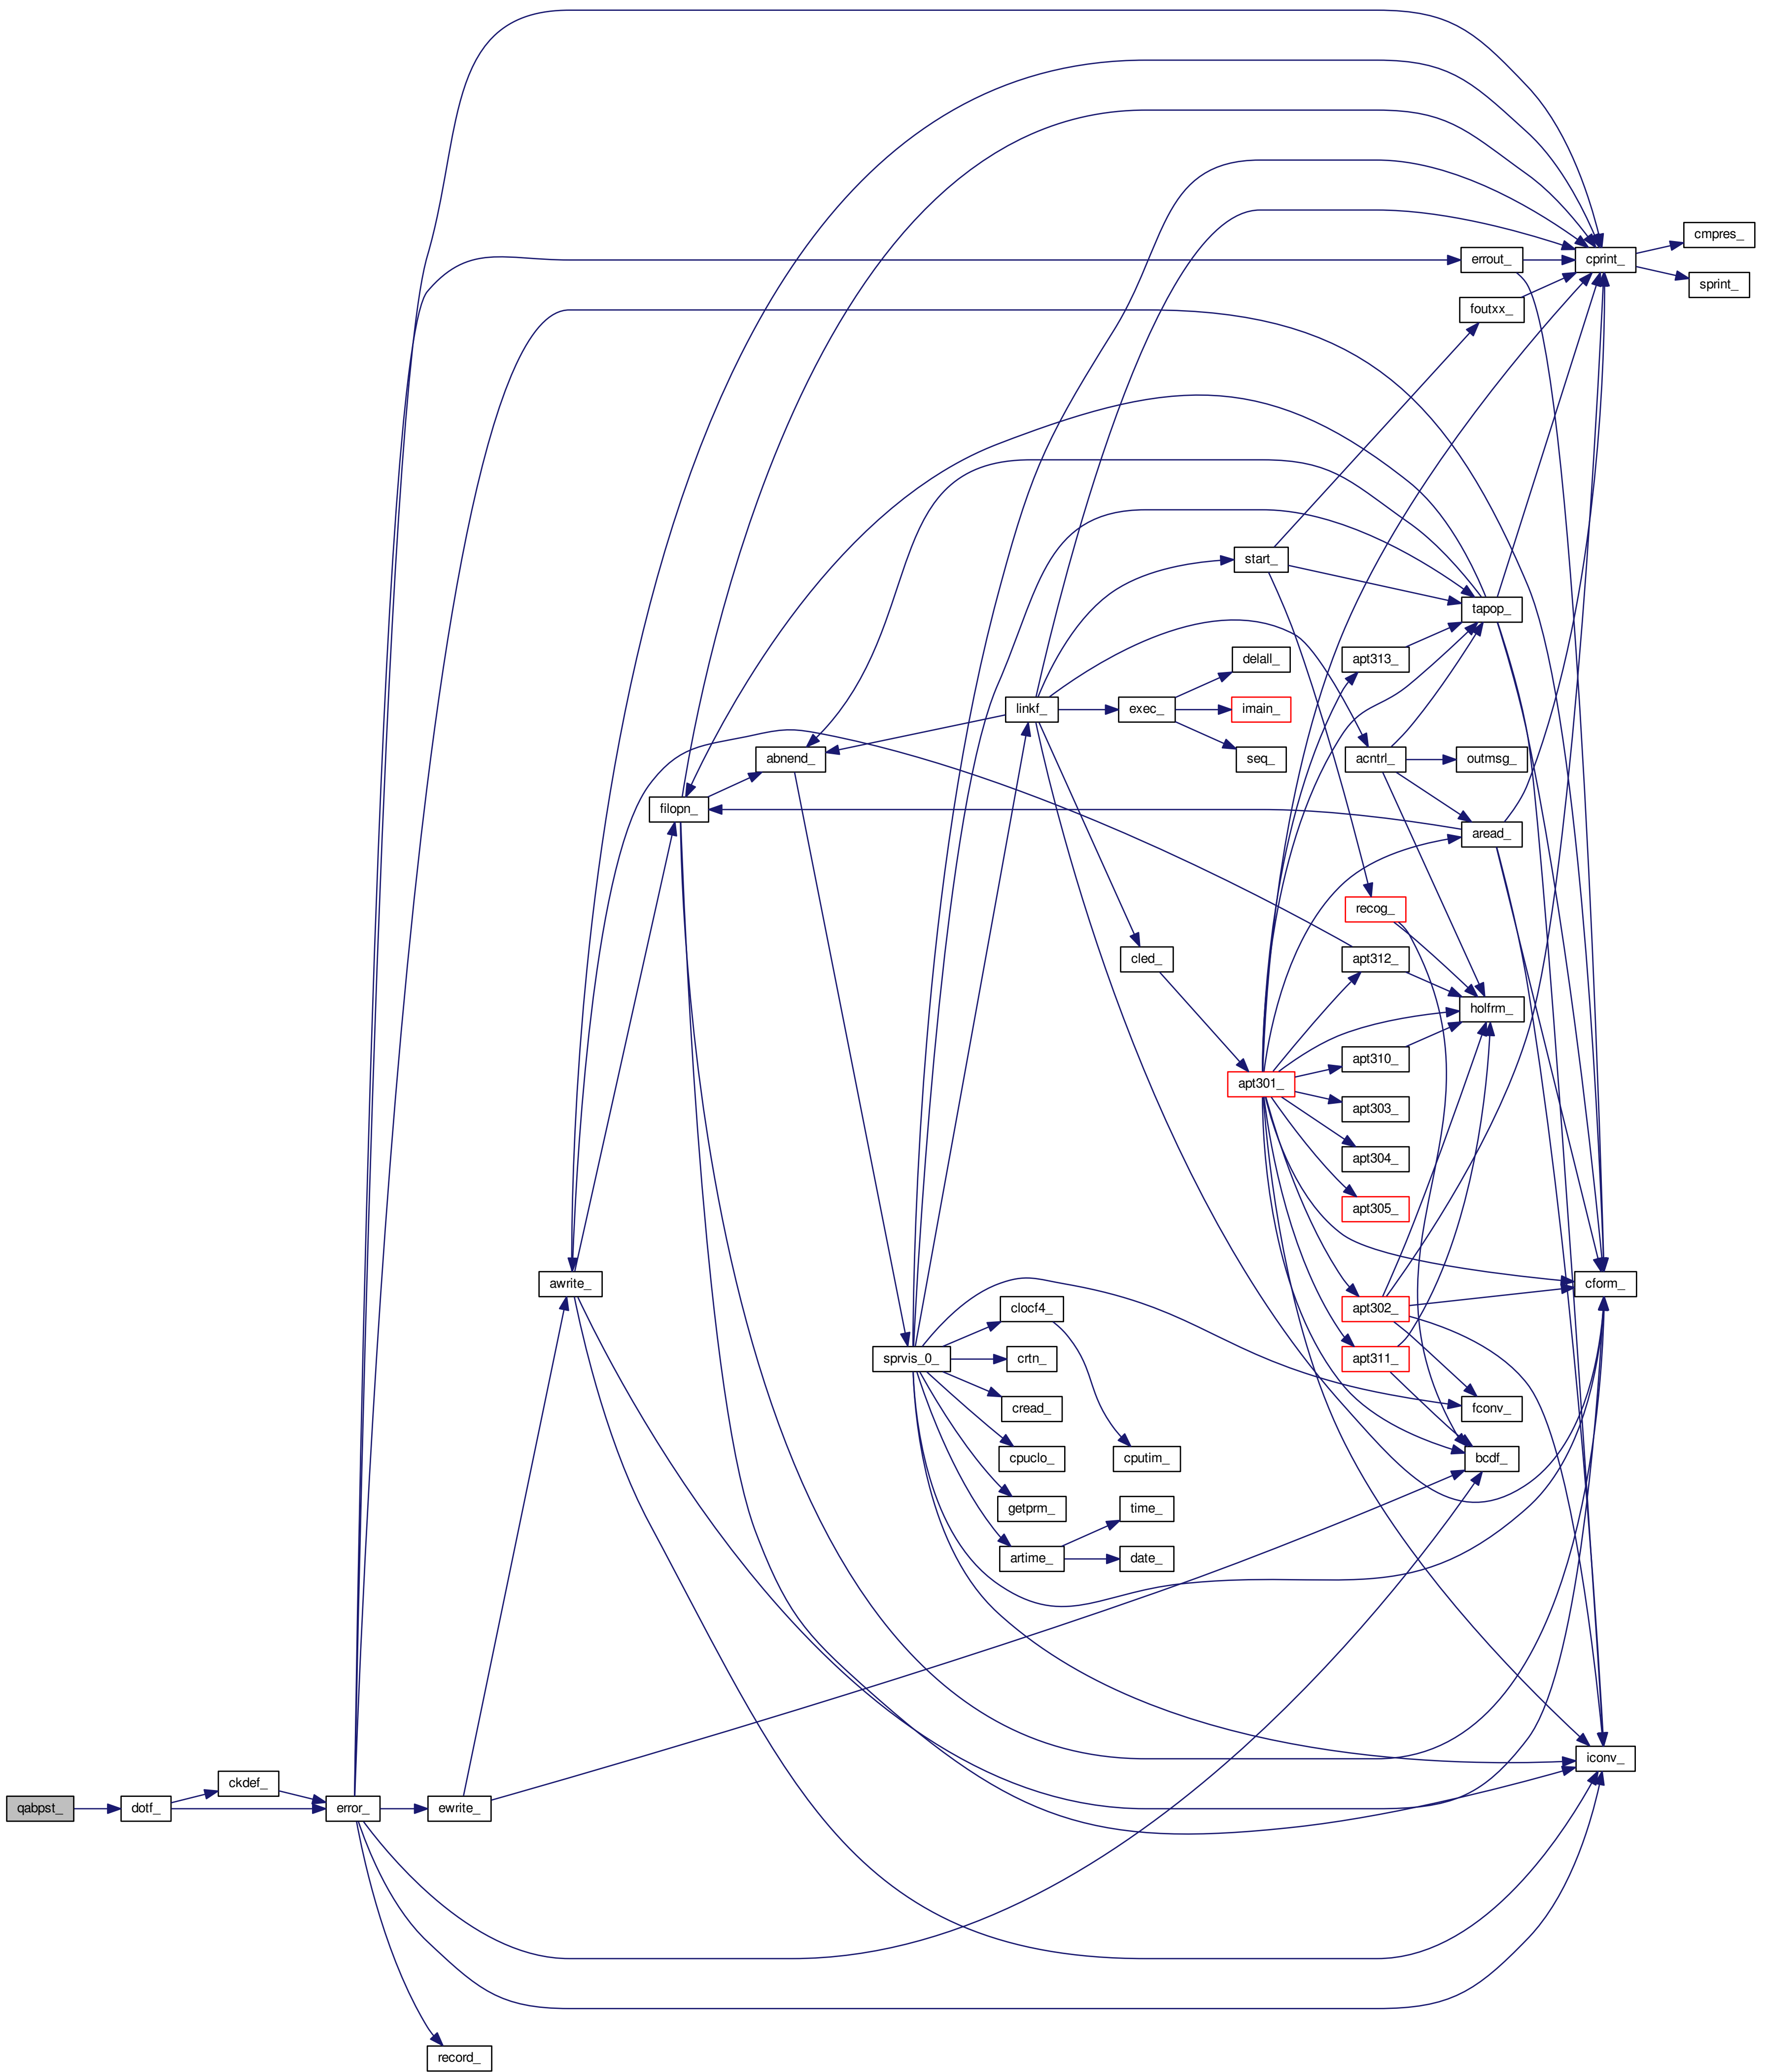 cmpres_
errout_
cprint_
sprint_
foutxx_
start_
tapop_
delall_
apt313_
linkf_
exec_
imain_
abnend_
seq_
acntrl_
outmsg_
filopn_
aread_
recog_
cled_
apt312_
holfrm_
apt310_
apt301_
apt303_
apt304_
apt305_
awrite_
cform_
clocf4_
apt302_
sprvis_0_
crtn_
apt311_
cread_
fconv_
cpuclo_
cputim_
bcdf_
getprm_
time_
artime_
date_
iconv_
ckdef_
qabpst_
dotf_
error_
ewrite_
record_